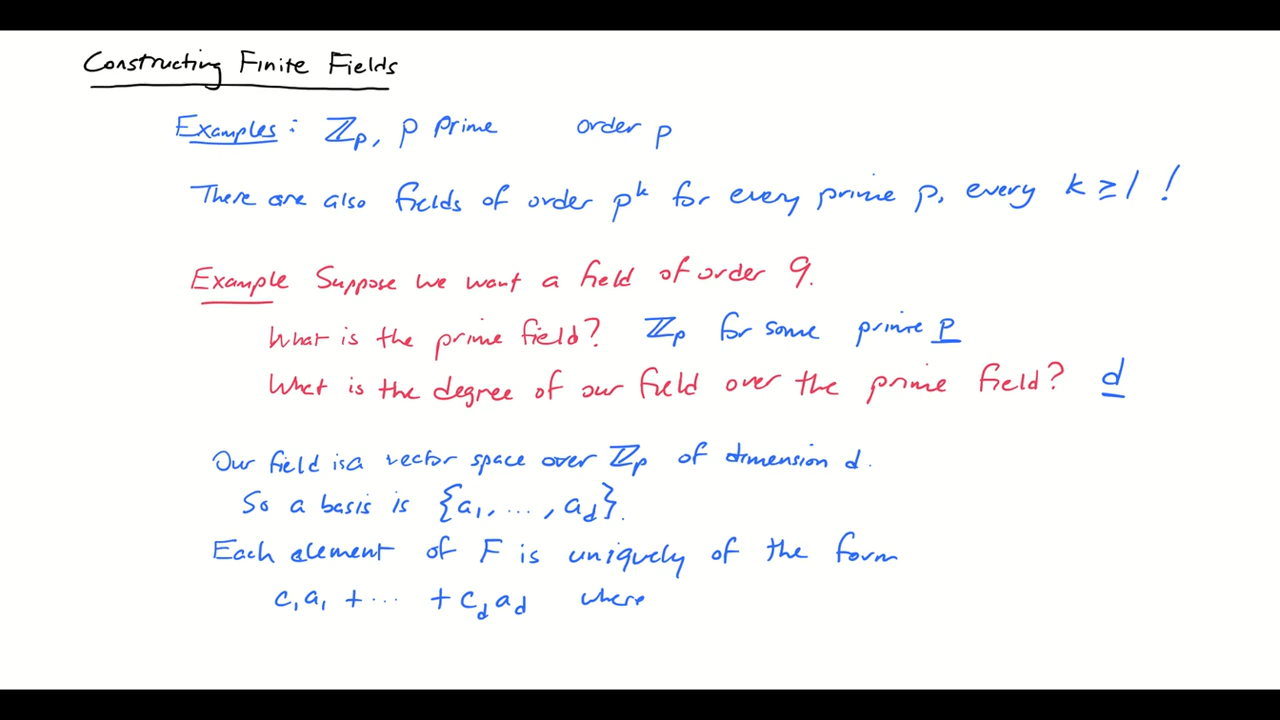 Constructing Finite Fields
Examples: ℤp, p prime order p
There are also fields of order p^k for every prime p, every k ≥ 1 !
Example Suppose we want a field of order 9.
What is the prime field? ℤp for some prime p
What is the degree of our field over the prime field? d
Our field is a vector space over ℤp of dimension d.
So a basis is {a₁, ..., a_d}.
Each element of F is uniquely of the form
c₁a₁ + ... + c_d a_d where